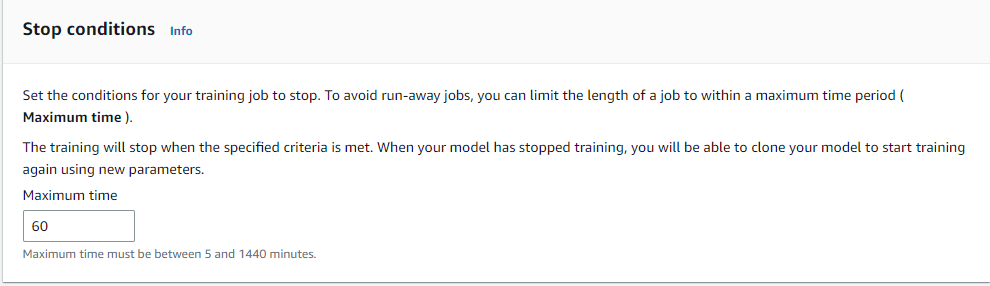 Stop conditions Info
Set the conditions for your training job to stop. To avoid run-away jobs, you can limit the length of a job to within a maximum time period (
Maximum time ).
The training will stop when the specified criteria is met. When your model has stopped training, you will be able to clone your model to start training
again using new parameters.
Maximum time
60
Maximum time must be between 5 and 1440 minutes.